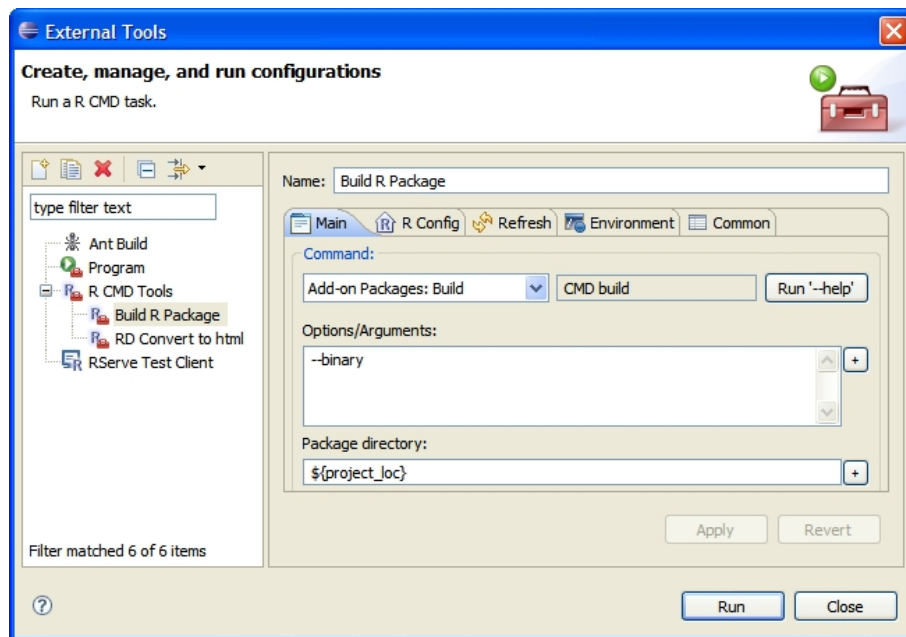 External Tools
Create, manage, and run configurations
Run a R CMD task.
type filter text
Ant Build
Program
R CMD Tools
Build R Package
RD Convert to html
RServe Test Client
Filter matched 6 of 6 items
Name: Build R Package
Main R Config Refresh Environment Common
Command:
Add-on Packages: Build CMD build Run '--help'
Options/Arguments:
--binary +
Package directory:
${project_loc} +
Apply Revert
? Run Close